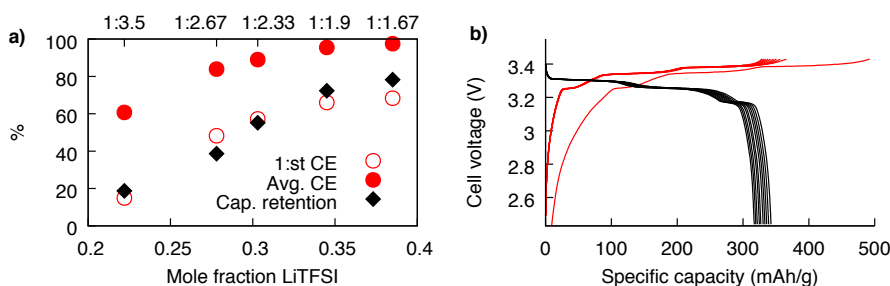 a)
1:3.5 1:2.67 1:2.33 1:1.9 1:1.67
100
80
60
40
20
0
%
1:st CE
Avg. CE
Cap. retention
0.2 0.25 0.3 0.35 0.4
Mole fraction LiTFSI
b)
3.4
3.2
3
2.8
2.6
Cell voltage (V)
0 100 200 300 400 500
Specific capacity (mAh/g)